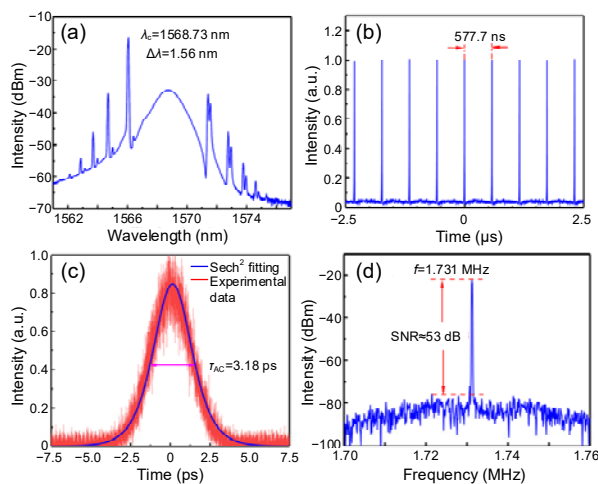 (a)
λc=1568.73 nm
Δλ=1.56 nm
Intensity (dBm)
−10
−20
−30
−40
−50
−60
−70
1562 1566 1570 1574
Wavelength (nm)
(b)
577.7 ns
Intensity (a.u.)
1.2
1.0
0.8
0.6
0.4
0.2
0
−2.5 0 2.5
Time (μs)
(c)
Sech² fitting
Experimental
data
τAC=3.18 ps
Intensity (a.u.)
1.0
0.8
0.6
0.4
0.2
0
−7.5 −5.0 −2.5 0 2.5 5.0 7.5
Time (ps)
(d)
f=1.731 MHz
SNR≈53 dB
Intensity (dBm)
−20
−40
−60
−80
−100
1.70 1.72 1.74 1.76
Frequency (MHz)